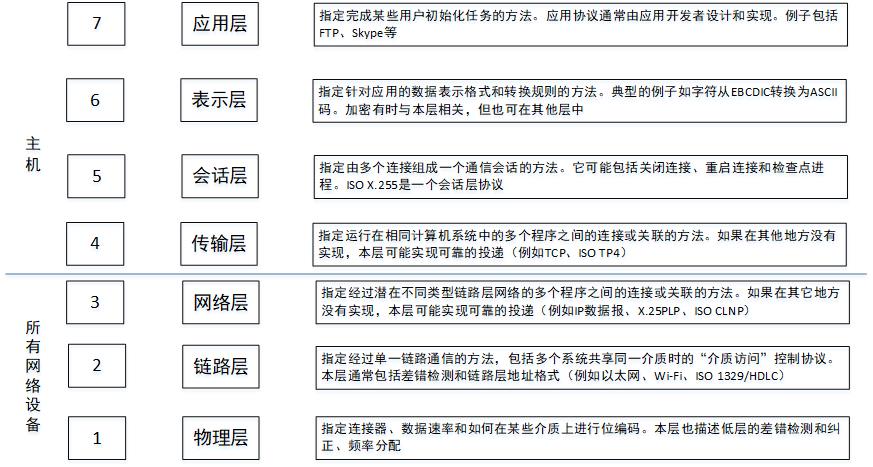 7
应用层
指定完成某些用户初始化任务的方法。应用协议通常由应用开发者设计和实现。例子包括
FTP、Skype等
6
表示层
指定针对应用的数据表示格式和转换规则的方法。典型的例子如字符从EBCDIC转换为ASCII
码。加密有时与本层相关，但也可在其他层中
主机
5
会话层
指定由多个连接组成一个通信会话的方法。它可能包括关闭连接、重启连接和检查点进
程。ISO X.255是一个会话层协议
4
传输层
指定运行在相同计算机系统中的多个程序之间的连接或关联的方法。如果在其他地方没有
实现，本层可能实现可靠的投递（例如TCP、ISO TP4）
3
网络层
指定经过潜在不同类型链路层网络的多个程序之间的连接或关联的方法。如果在其它地方
没有实现，本层可能实现可靠的投递（例如IP数据报、X.25PLP、ISO CLNP）
所有网络设备
2
链路层
指定经过单一链路通信的方法，包括多个系统共享同一介质时的“介质访问”控制协议。
本层通常包括差错检测和链路层地址格式（例如以太网、Wi-Fi、ISO 1329/HDLC）
1
物理层
指定连接器、数据速率和如何在某些介质上进行位编码。本层也描述低层的差错检测和纠
正、频率分配